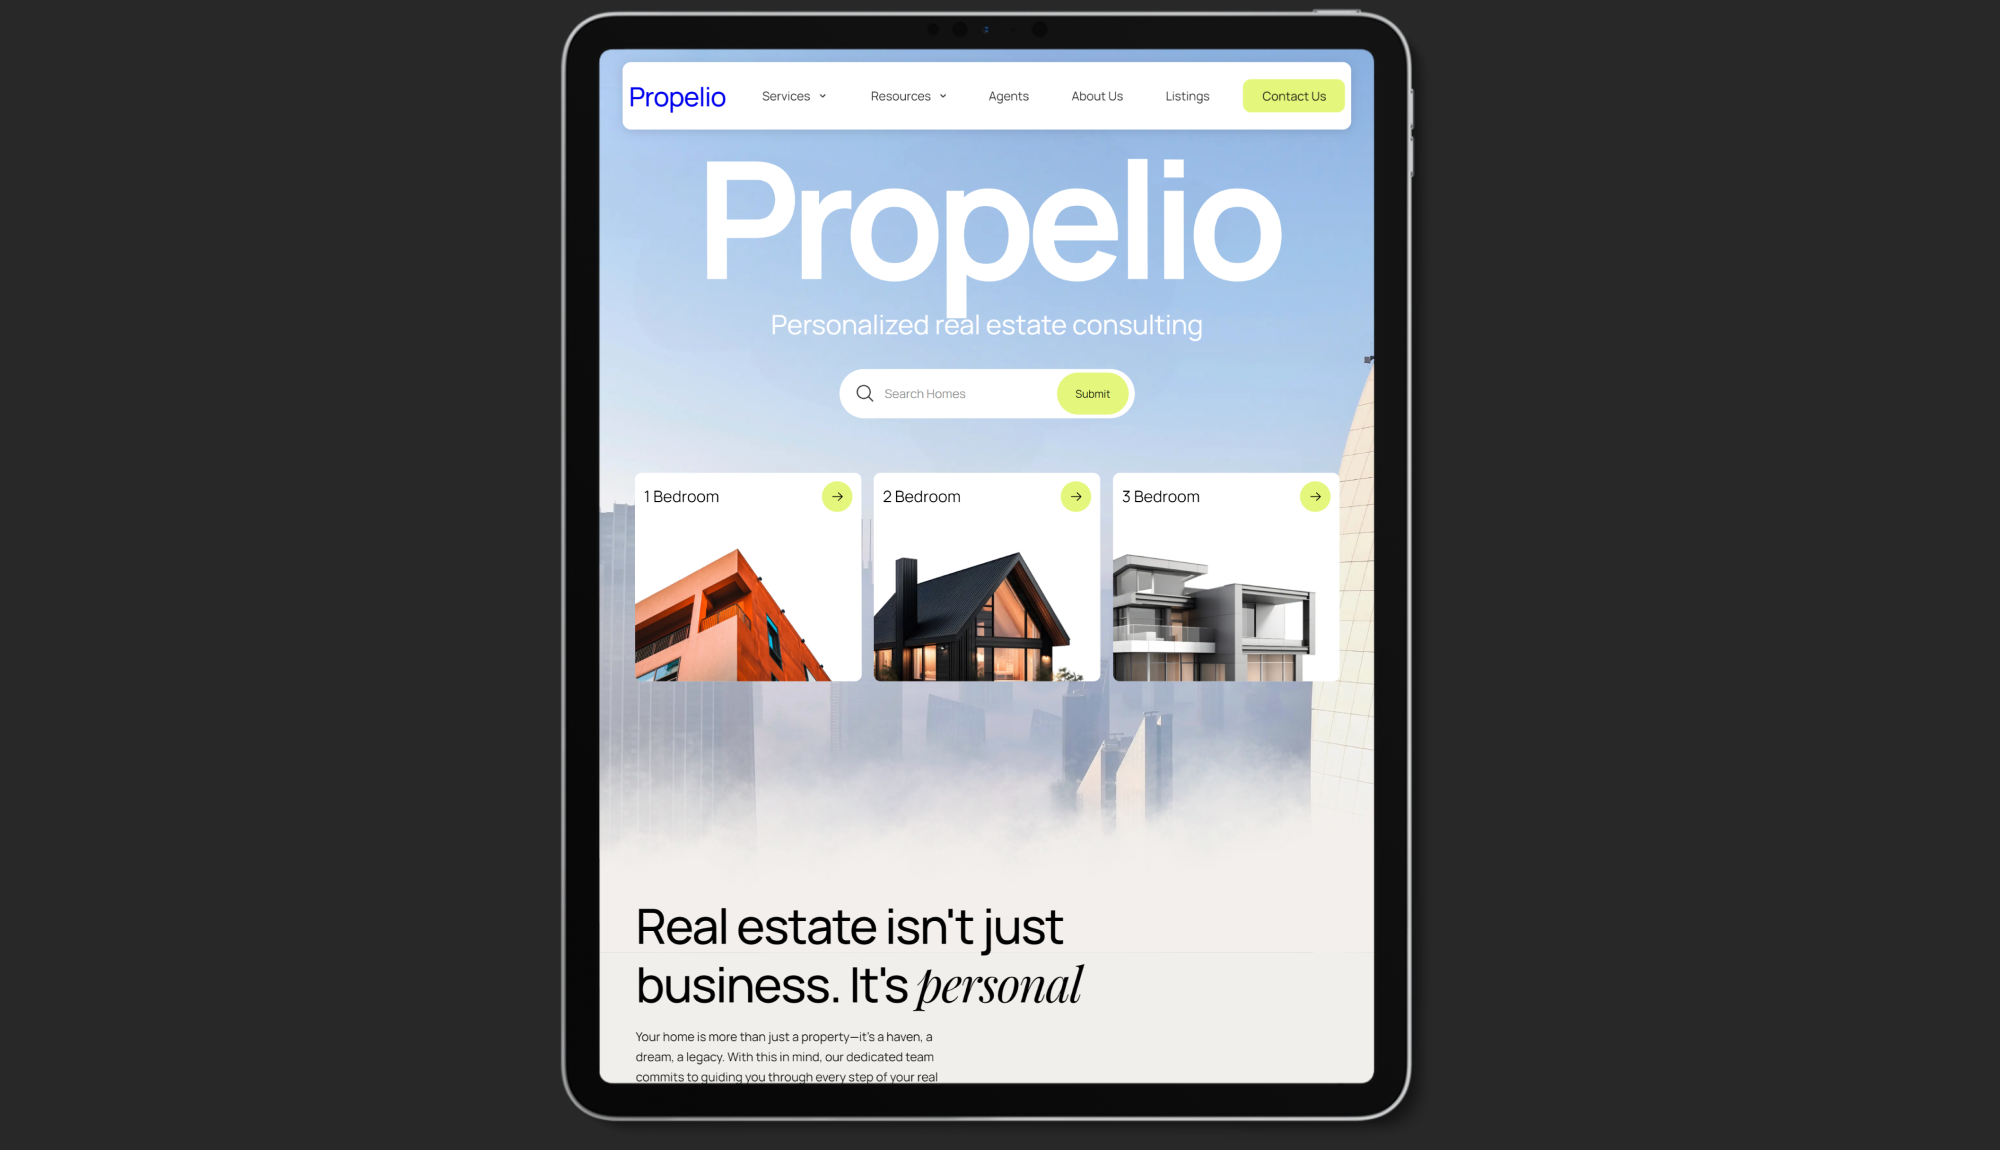 Propelio
Services
Resources
Agents
About Us
Listings
Contact Us
Propelio
Personalized real estate consulting
Search Homes
Submit
1 Bedroom
2 Bedroom
3 Bedroom
Real estate isn't just
business. It's personal
Your home is more than just a property—it's a haven, a
dream, a legacy. With this in mind, our dedicated team
commits to guiding you through every step of your real